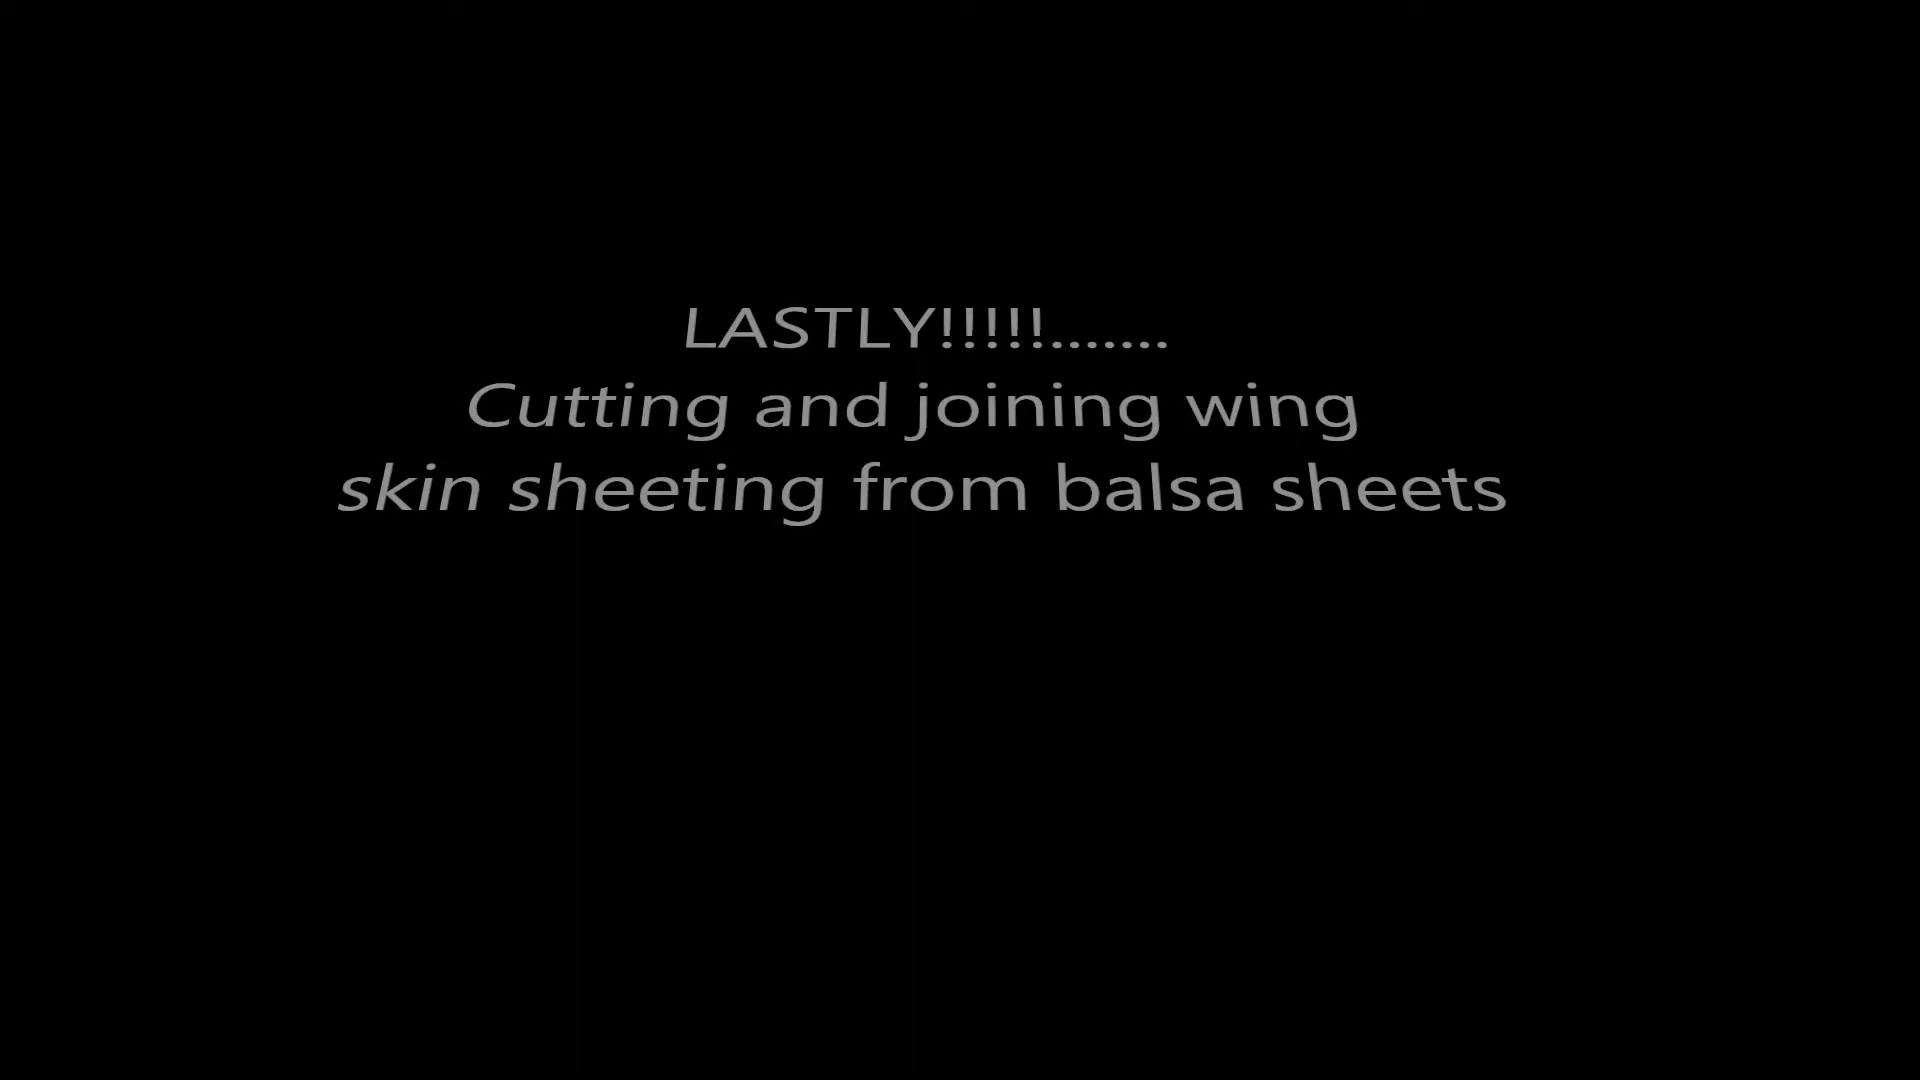 LASTLY!!!!!.......
Cutting and joining wing
skin sheeting from balsa sheets